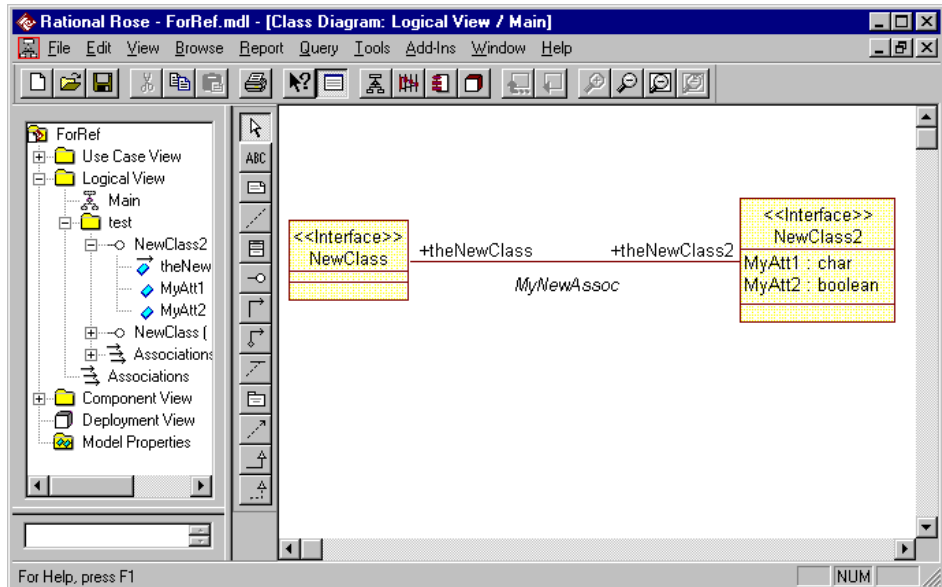 Rational Rose - ForRef.mdl - [Class Diagram: Logical View / Main]
File Edit View Browse Report Query Tools Add-Ins Window Help
ForRef
Use Case View
Logical View
Main
test
NewClass2
theNew
MyAtt1
MyAtt2
NewClass (
Associations
Associations
Component View
Deployment View
Model Properties
ABC
<<Interface>>
NewClass
+theNewClass
+theNewClass2
MyNewAssoc
<<Interface>>
NewClass2
MyAtt1 : char
MyAtt2 : boolean
For Help, press F1
NUM